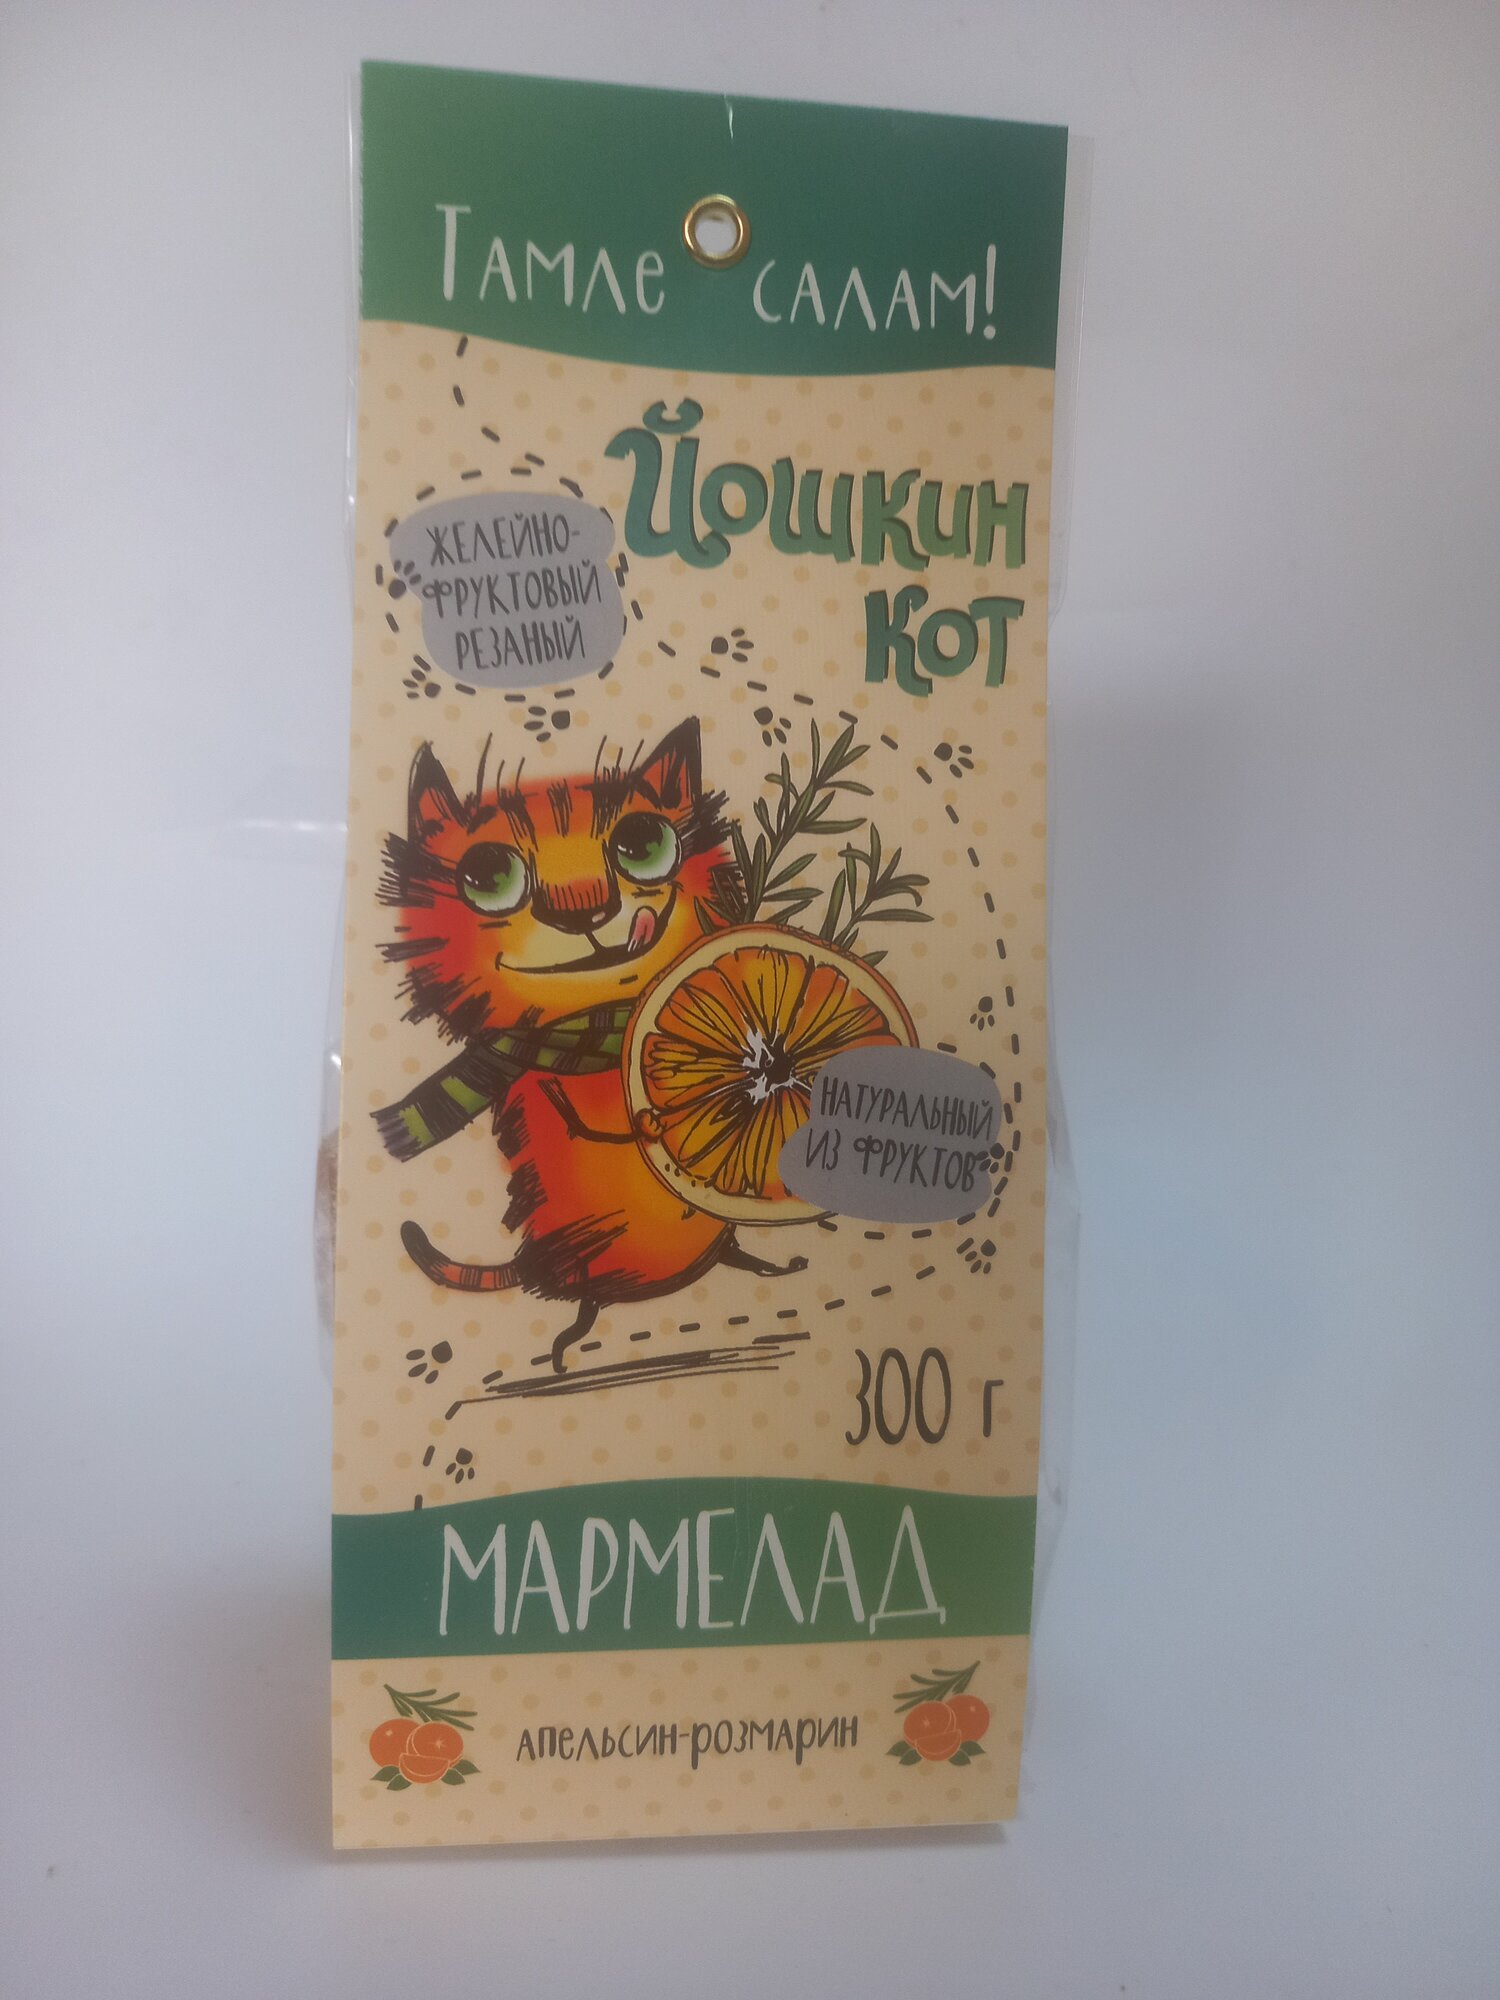 Тамле салам!
Йошкин
кот
ЖЕЛЕЙНО-
ФРУКТОВЫЙ
РЕЗАНЫЙ
НАТУРАЛЬНЫЙ
ИЗ ФРУКТОВ
300 г
МАРМЕЛАД
апельсин-розмарин